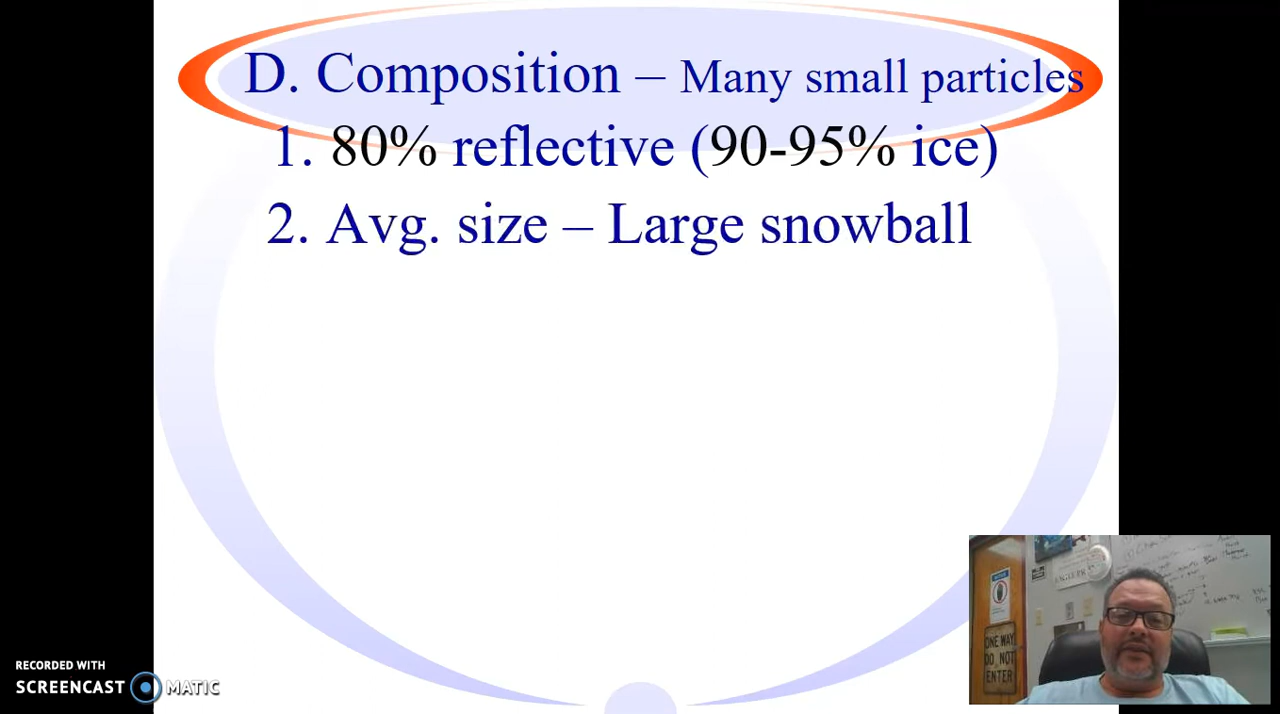 D. Composition – Many small particles
1. 80% reflective (90-95% ice)
2. Avg. size – Large snowball
ONE WAY
DO NOT
ENTER
RECORDED WITH
SCREENCAST MATIC